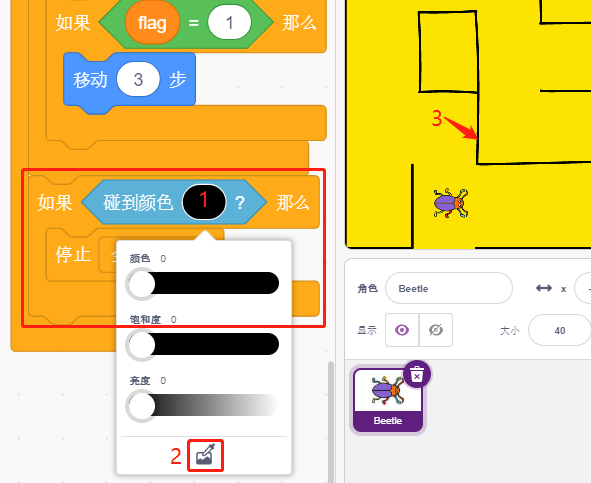 如果 flag = 1 那么
移动 3 步
如果 碰到颜色 1 ? 那么
停止
颜色 0
饱和度 0
亮度 0
2
3
角色 Beetle x
显示 大小 40
Beetle